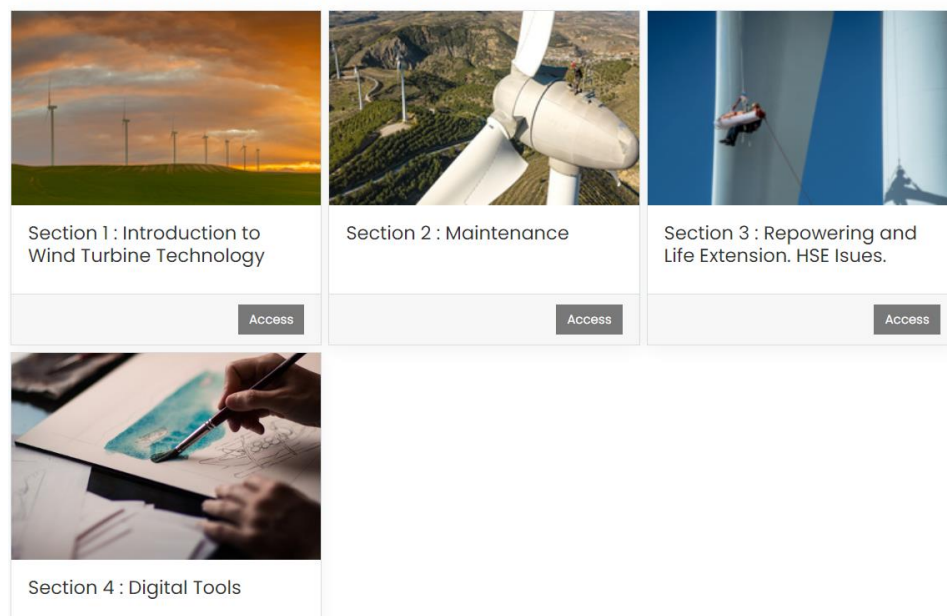 Section 1 : Introduction to
Wind Turbine Technology
Access
Section 2 : Maintenance
Access
Section 3 : Repowering and
Life Extension. HSE Isues.
Access
Section 4 : Digital Tools